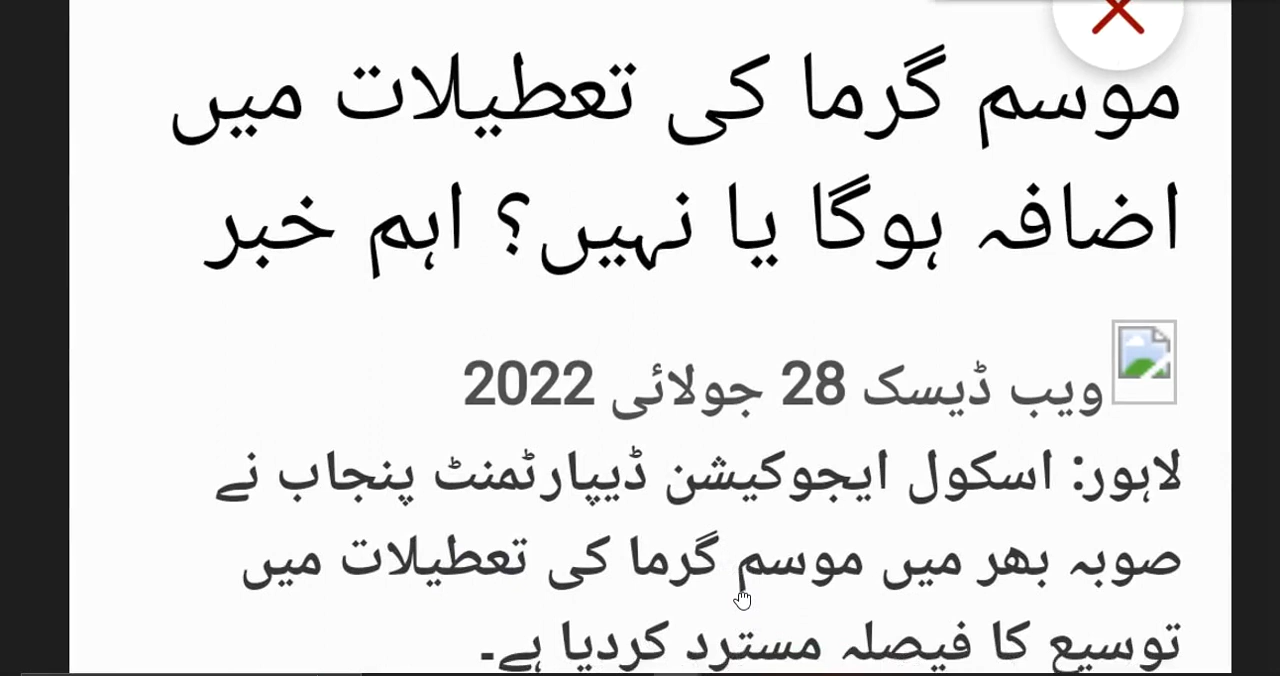 موسم گرما کی تعطیلات میں
اضافہ ہوگا یا نہیں؟ اہم خبر
ویب ڈیسک 28 جولائی 2022
لاہور: اسکول ایجوکیشن ڈیپارٹمنٹ پنجاب نے
صوبہ بھر میں موسم گرما کی تعطیلات میں
توسیع کا فیصلہ مسترد کردیا ہے۔